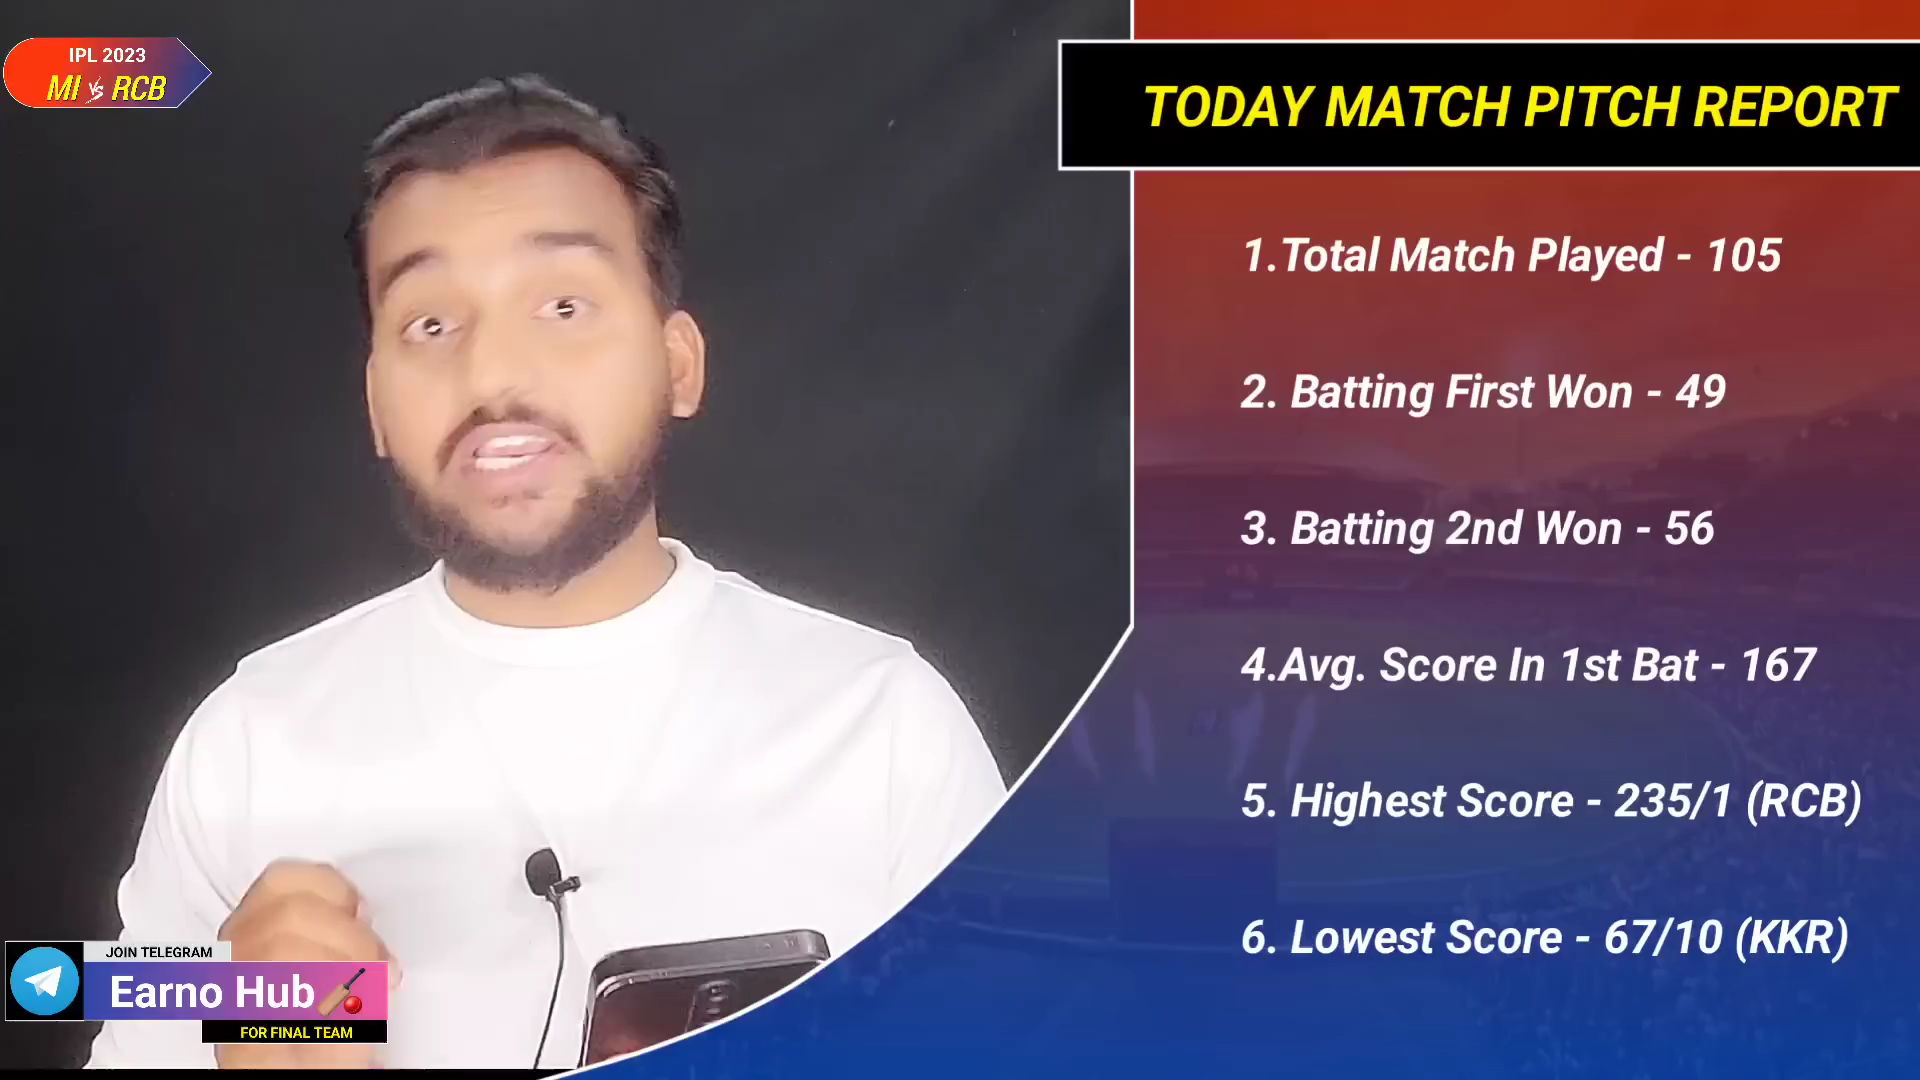 IPL 2023
MI vs RCB
TODAY MATCH PITCH REPORT
1.Total Match Played - 105
2. Batting First Won - 49
3. Batting 2nd Won - 56
4.Avg. Score In 1st Bat - 167
5. Highest Score - 235/1 (RCB)
6. Lowest Score - 67/10 (KKR)
JOIN TELEGRAM
Earno Hub
FOR FINAL TEAM